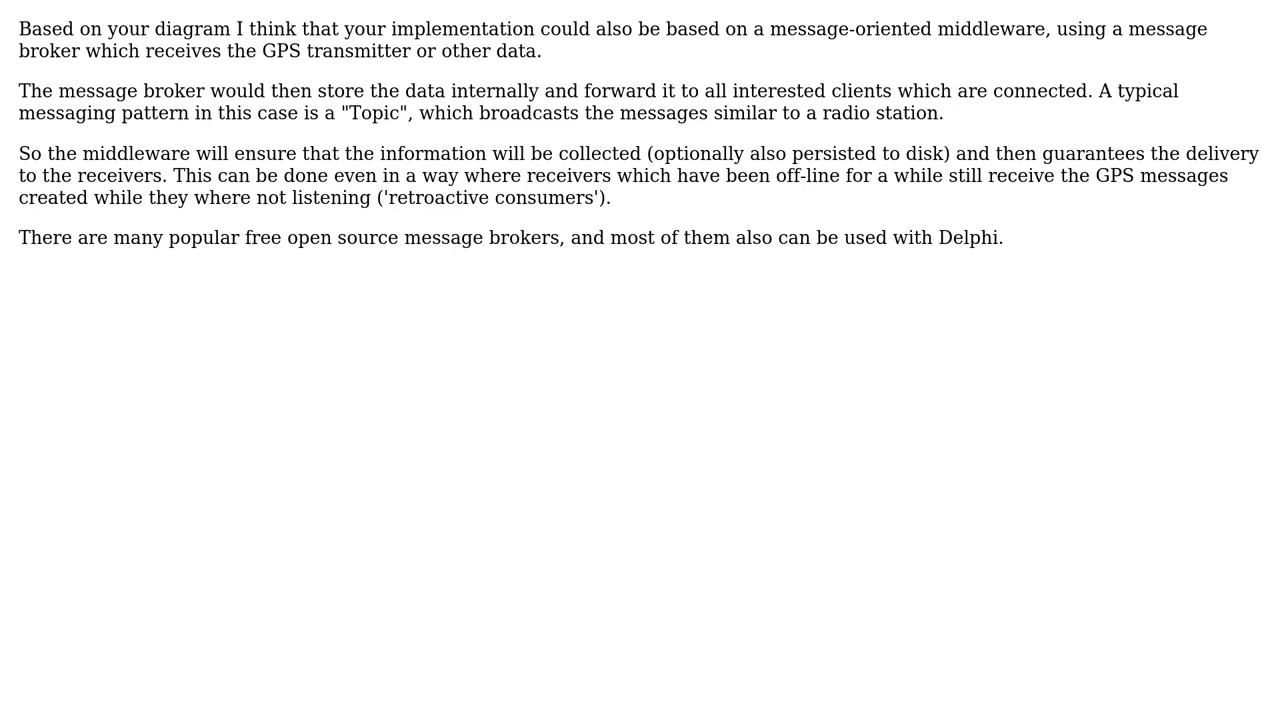 Based on your diagram I think that your implementation could also be based on a message-oriented middleware, using a message
broker which receives the GPS transmitter or other data.
The message broker would then store the data internally and forward it to all interested clients which are connected. A typical
messaging pattern in this case is a "Topic", which broadcasts the messages similar to a radio station.
So the middleware will ensure that the information will be collected (optionally also persisted to disk) and then guarantees the delivery
to the receivers. This can be done even in a way where receivers which have been off-line for a while still receive the GPS messages
created while they where not listening ('retroactive consumers').
There are many popular free open source message brokers, and most of them also can be used with Delphi.